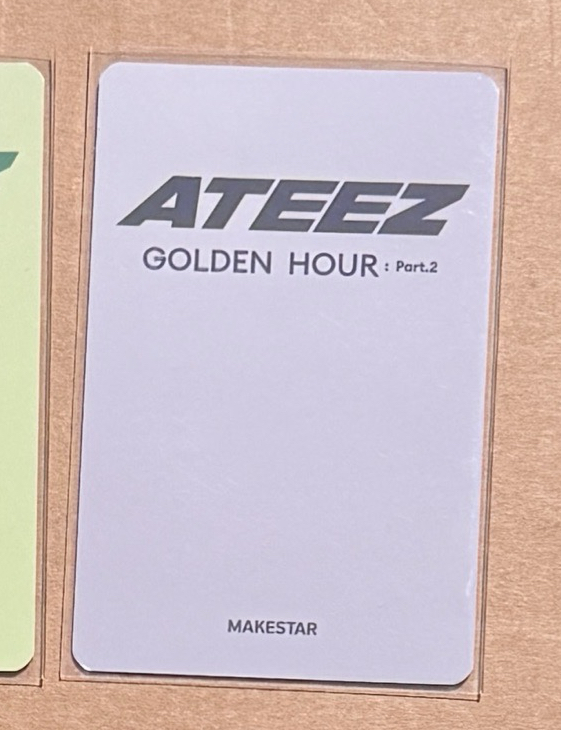 ATEEZ
GOLDEN HOUR : Part.2
MAKESTAR